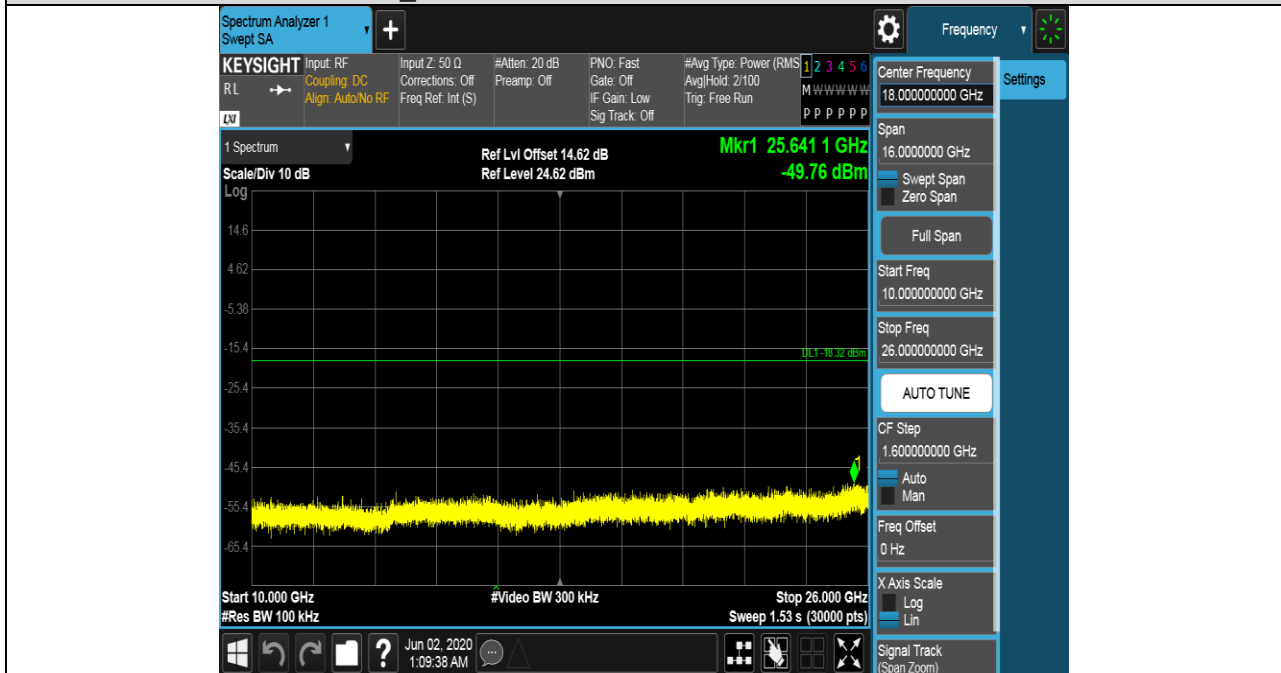 Spectrum Analyzer 1
Swept SA
+
Frequency
KEYSIGHT
RL
LXI
Input: RF
Coupling: DC
Align: Auto/No RF
Input Z: 50 Ω
Corrections: Off
Freq Ref: Int (S)
#Atten: 20 dB
Preamp: Off
PNO: Fast
Gate: Off
IF Gain: Low
Sig Track: Off
#Avg Type: Power (RMS
Avg|Hold: 2/100
Trig: Free Run
1 2 3 4 5 6
M W W W W W
P P P P P P
1 Spectrum
Scale/Div 10 dB
Log
Ref Lvl Offset 14.62 dB
Ref Level 24.62 dBm
Mkr1 25.641 1 GHz
-49.76 dBm
14.6
4.62
-5.38
-15.4
DL1 -18.32 dBm
-25.4
-35.4
-45.4
1
-55.4
-65.4
Start 10.000 GHz
#Res BW 100 kHz
#Video BW 300 kHz
Stop 26.000 GHz
Sweep 1.53 s (30000 pts)
Jun 02, 2020
1:09:38 AM
Center Frequency
18.000000000 GHz
Span
16.0000000 GHz
Swept Span
Zero Span
Full Span
Start Freq
10.000000000 GHz
Stop Freq
26.000000000 GHz
AUTO TUNE
CF Step
1.600000000 GHz
Auto
Man
Freq Offset
0 Hz
X Axis Scale
Log
Lin
Signal Track
(Span Zoom)
Settings